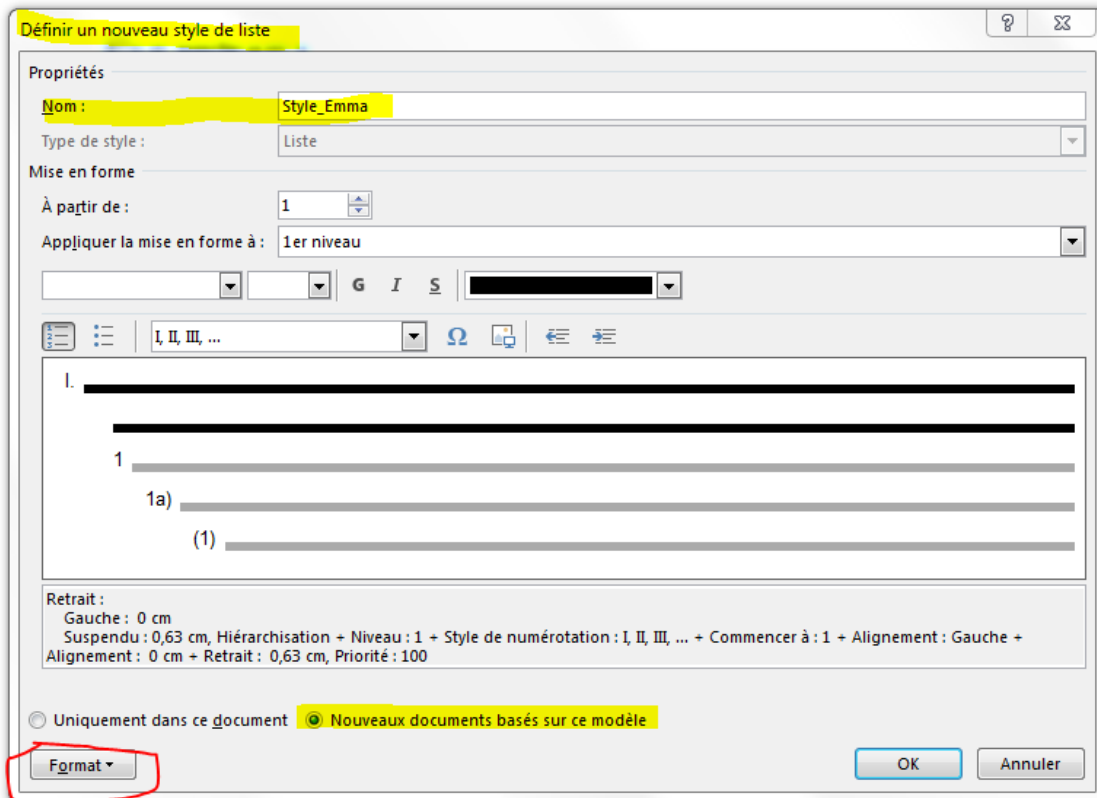 Définir un nouveau style de liste
Propriétés
Nom : Style_Emma
Type de style : Liste
Mise en forme
À partir de : 1
Appliquer la mise en forme à : 1er niveau
G I S
I, II, III, ... Ω
I.
1
1a)
(1)
Retrait :
Gauche : 0 cm
Suspendu : 0,63 cm, Hiérarchisation + Niveau : 1 + Style de numérotation : I, II, III, ... + Commencer à : 1 + Alignement : Gauche +
Alignement : 0 cm + Retrait : 0,63 cm, Priorité : 100
Uniquement dans ce document Nouveaux documents basés sur ce modèle
Format OK Annuler